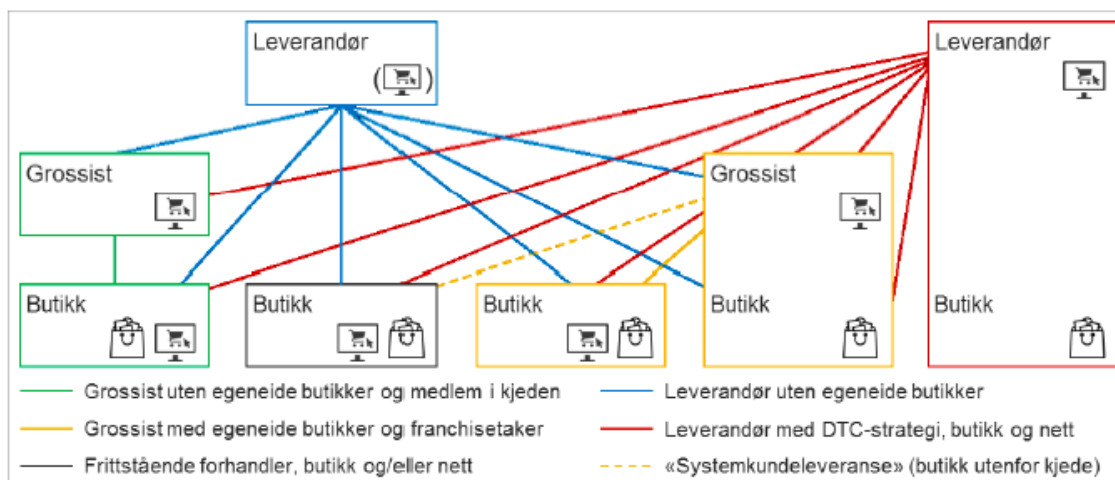 Leverandør
Leverandør
( )
Grossist
Grossist
Butikk
Butikk
Butikk
Butikk
Butikk
Grossist uten egeneide butikker og medlem i kjeden
Leverandør uten egeneide butikker
Grossist med egeneide butikker og franchisetaker
Leverandør med DTC-strategi, butikk og nett
Frittstående forhandler, butikk og/eller nett
«Systemkundeleveranse» (butikk utenfor kjede)